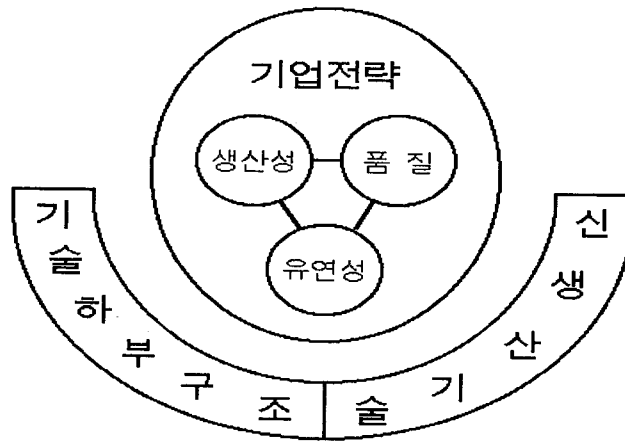 기업전략
생산성
품 질
유연성
기술하부구조
신생산기술